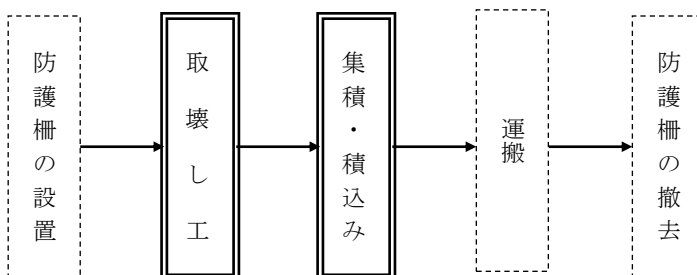 防護柵の設置
取壊し工
集積・積込み
運搬
防護柵の撤去